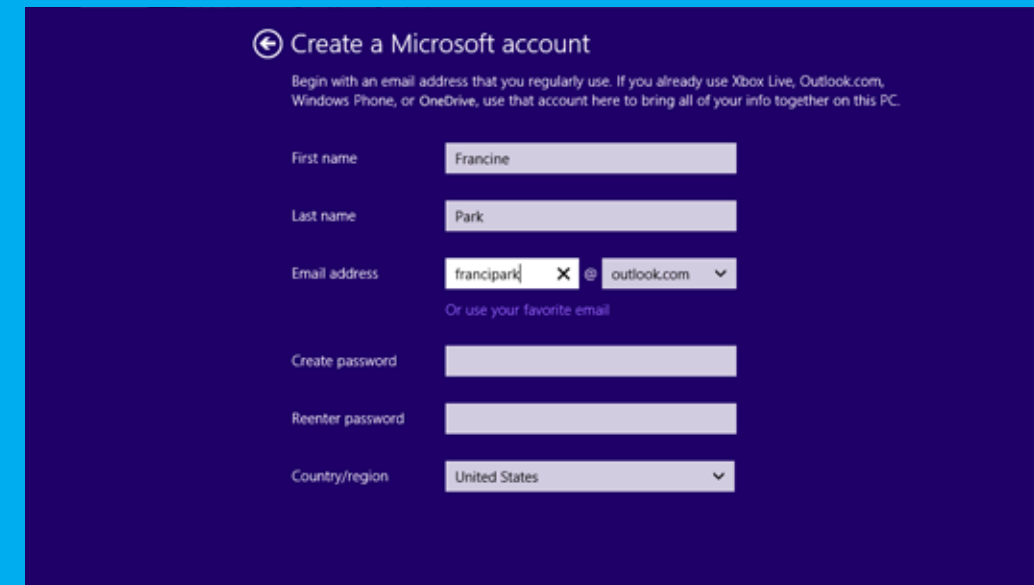 Create a Microsoft account
Begin with an email address that you regularly use. If you already use Xbox Live, Outlook.com,
Windows Phone, or OneDrive, use that account here to bring all of your info together on this PC.
First name Francine
Last name Park
Email address francipark @ outlook.com
Or use your favorite email
Create password
Reenter password
Country/region United States